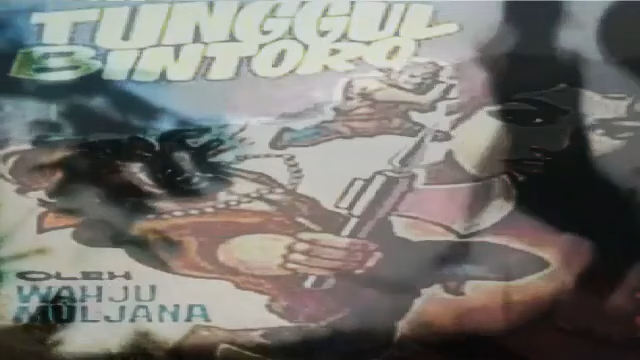 TUNGGUL
BINTORO
OLEH
WAHJU
MULJANA